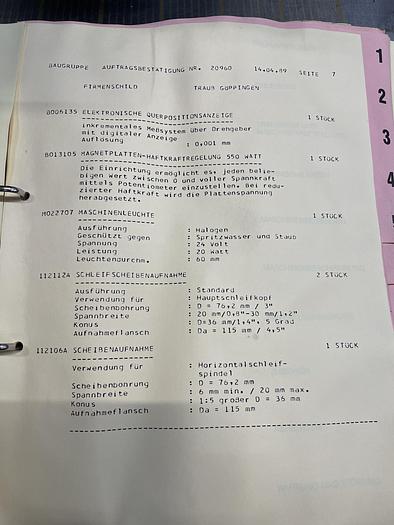 BAUGRUPPE AUFTRAGSBESTATIGUNG NR. 20960 14.04.89 SEITE 7
FIRMENSCHILD TRAUB GÖPPINGEN
B006135 ELEKTRONISCHE QUERPOSITIONSANZEIGE 1 STÜCK
inkrementales Meßsystem über Drehgeber
mit digitaler Anzeige
Auflösung : 0,001 mm
B013105 MAGNETPLATTEN-HAFTKRAFTREGELUNG 550 WATT 1 STÜCK
Die Einrichtung ermöglicht es, jeden belie-
bigen Wert zwischen 0 und voller Spannkraft
mittels Potentiometer einzustellen. Bei redu-
zierter Haftkraft wird die Plattenspannung
herabgesetzt.
M022707 MASCHINENLEUCHTE 1 STÜCK
Ausführung : Halogen
Geschützt gegen : Spritzwasser und Staub
Spannung : 24 Volt
Leistung : 20 Watt
Leuchtendurchm. : 60 mm
112112A SCHLEIFSCHEIBENAUFNAHME 2 STÜCK
Ausführung : Standard
Verwendung für : Hauptschleifkopf
Scheibenbohrung : D = 76,2 mm / 3"
Spannbreite : 20 mm/0,8"-30 mm/1,2"
Konus : D=36 mm/1,4", 5 Grad
Aufnahmeflansch : Da = 115 mm / 4,5"
112106A SCHEIBENAUFNAHME 1 STÜCK
Verwendung für : Horizontalschleif-
spindel
Scheibenbohrung : D = 76,2 mm
Spannbreite : 6 mm min. / 20 mm max.
Konus : 1:5 großer D = 36 mm
Aufnahmeflansch : Da = 115 mm
1
2
3
4